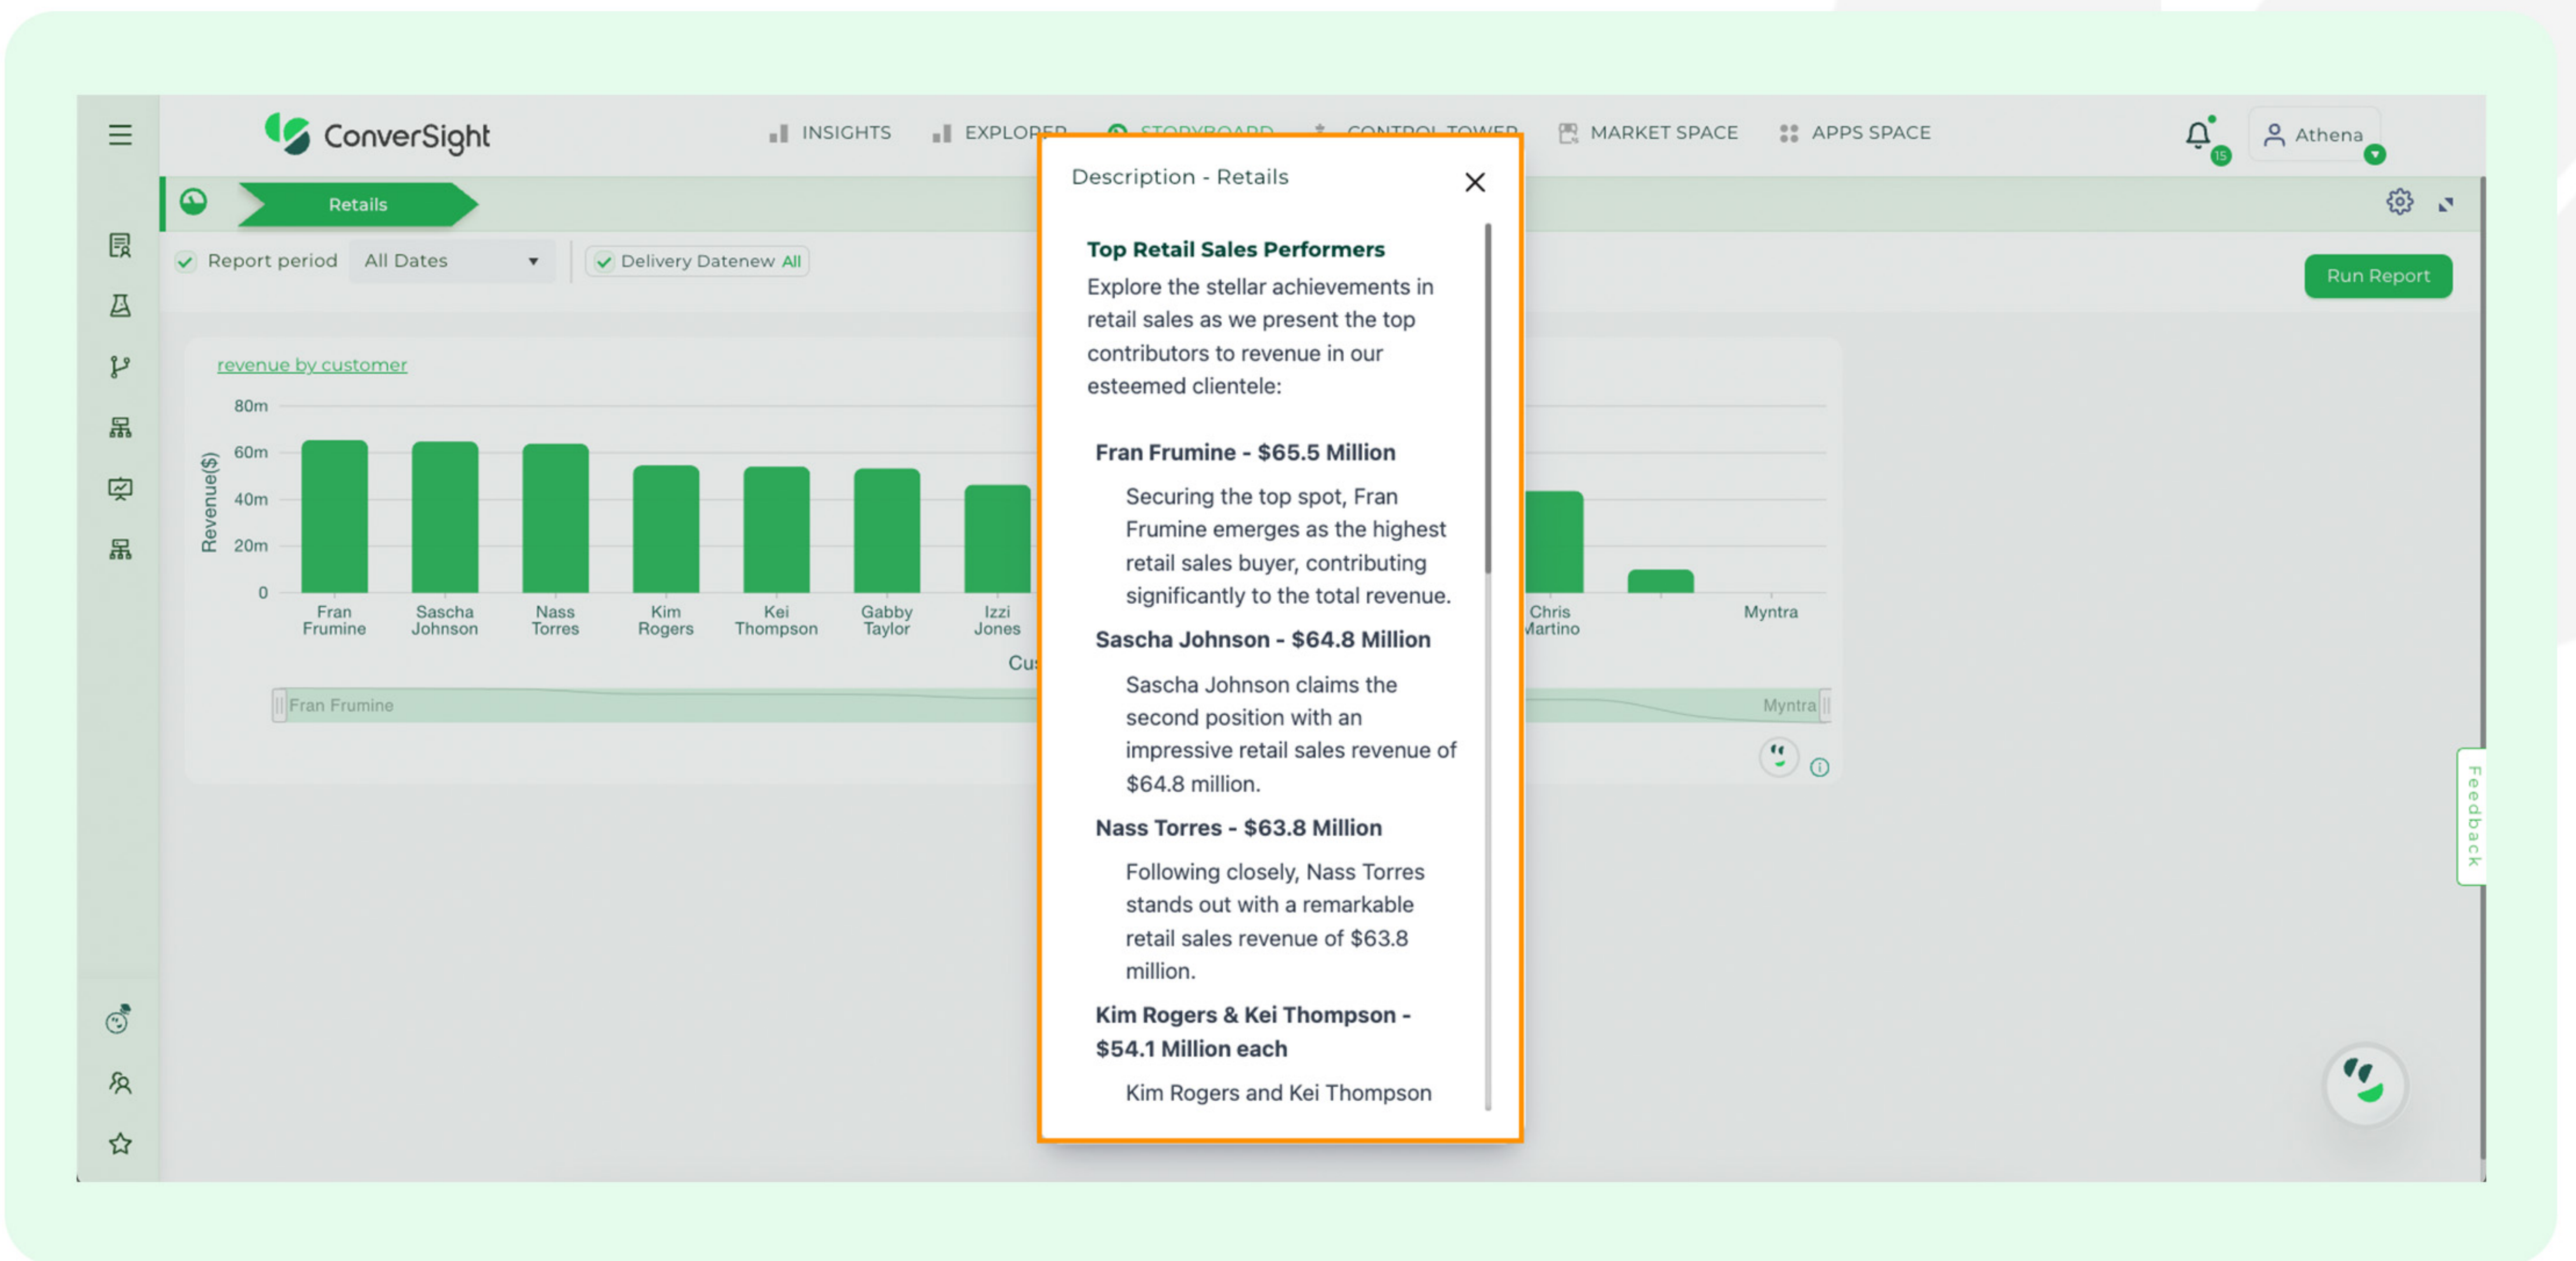 ConverSight
INSIGHTS
EXPLORER
STORYBOARD
CONTROL TOWER
MARKET SPACE
APPS SPACE
15
Athena
Retails
Report period
All Dates
Delivery Datenew All
Run Report
revenue by customer
80m
60m
40m
20m
0
Revenue($)
Fran
Frumine
Sascha
Johnson
Nass
Torres
Kim
Rogers
Kei
Thompson
Gabby
Taylor
Izzi
Jones
Chris
Martino
Myntra
Cus
Fran Frumine
Myntra
Description - Retails
Top Retail Sales Performers
Explore the stellar achievements in
retail sales as we present the top
contributors to revenue in our
esteemed clientele:
Fran Frumine - $65.5 Million
Securing the top spot, Fran
Frumine emerges as the highest
retail sales buyer, contributing
significantly to the total revenue.
Sascha Johnson - $64.8 Million
Sascha Johnson claims the
second position with an
impressive retail sales revenue of
$64.8 million.
Nass Torres - $63.8 Million
Following closely, Nass Torres
stands out with a remarkable
retail sales revenue of $63.8
million.
Kim Rogers & Kei Thompson -
$54.1 Million each
Kim Rogers and Kei Thompson
Feedback